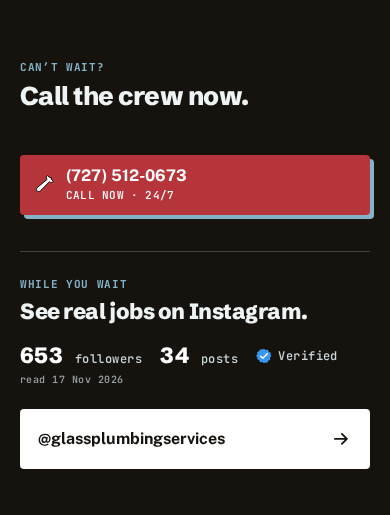 CAN’T WAIT?
Call the crew now.
(727) 512-0673
CALL NOW · 24/7
WHILE YOU WAIT
See real jobs on Instagram.
653 followers 34 posts Verified
read 17 Nov 2026
@glassplumbingservices